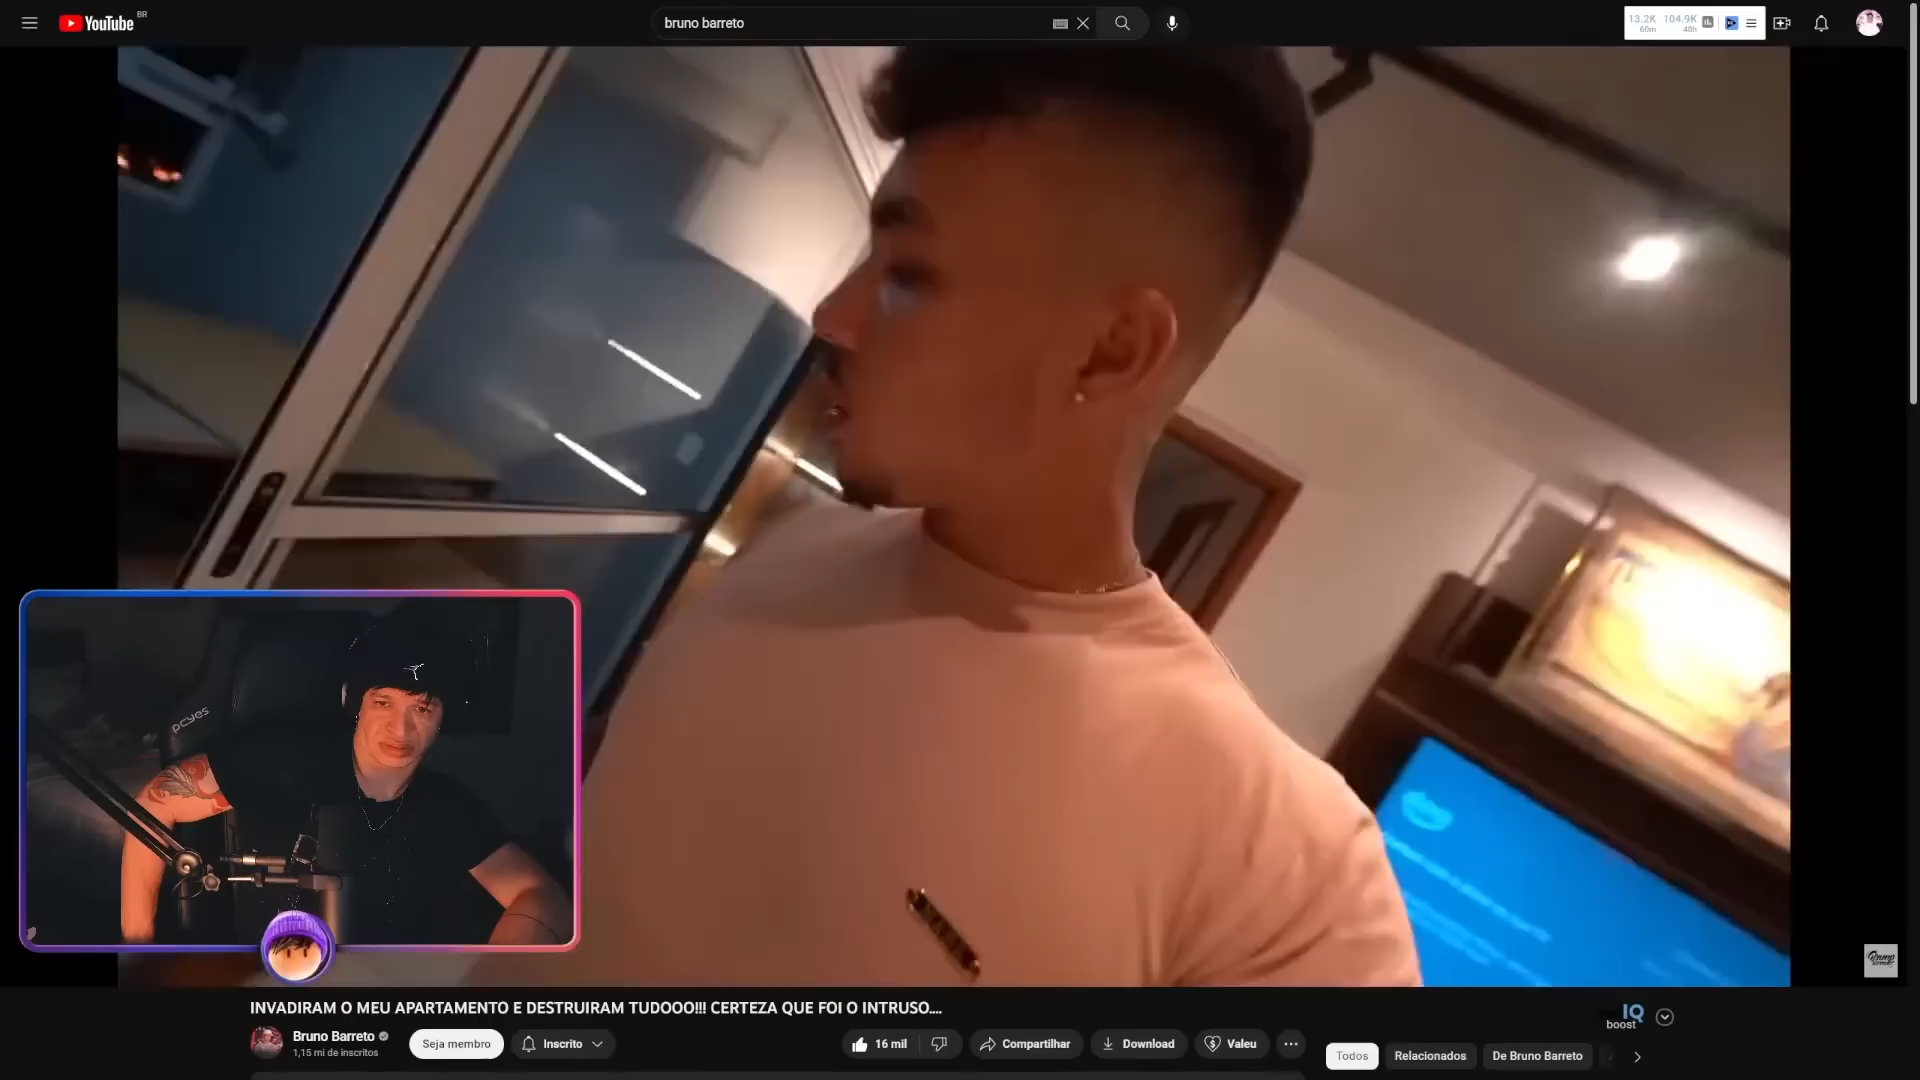 YouTube BR
bruno barreto
13.2K 104.9K
60m 48h
pcyes
INVADIRAM O MEU APARTAMENTO E DESTRUIRAM TUDOOO!!! CERTEZA QUE FOI O INTRUSO....
IQ
boost
Bruno Barreto
1,15 mi de inscritos
Seja membro
Inscrito
16 mil
Compartilhar
Download
Valeu
Todos
Relacionados
De Bruno Barreto